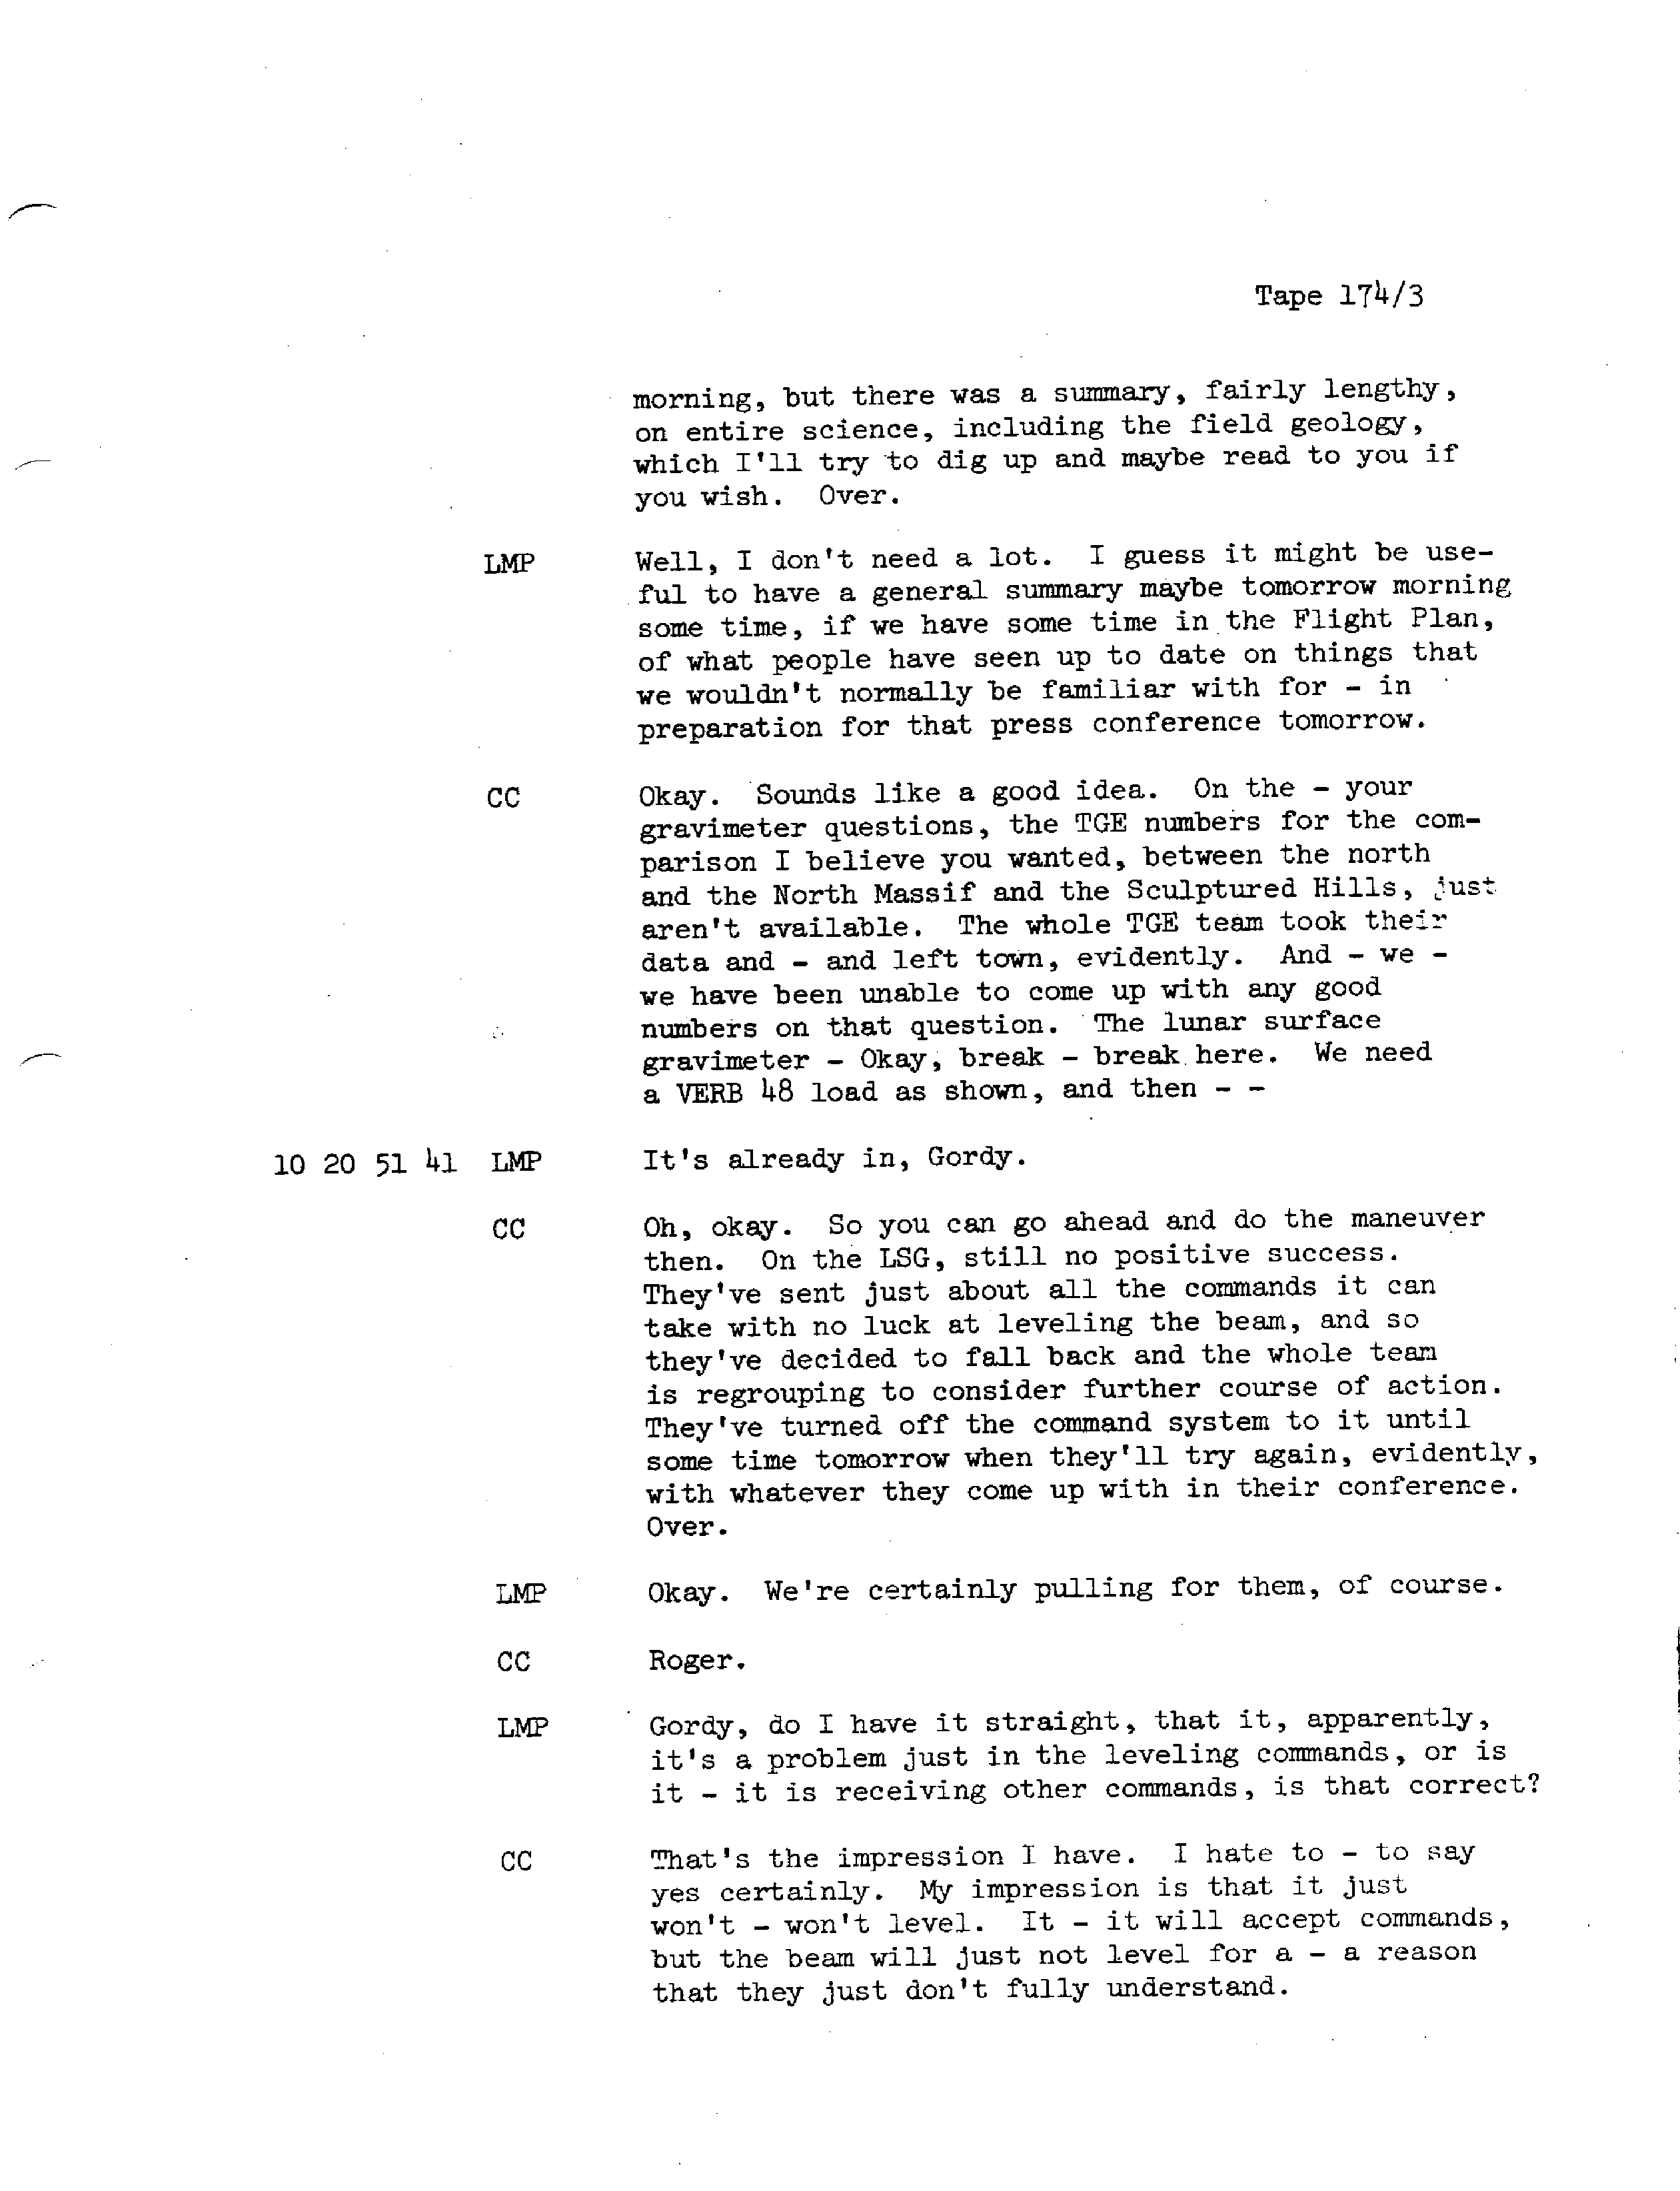 Tape 174/3
morning, but there was a summary, fairly lengthy,
on entire science, including the field geology,
which I'll try to dig up and maybe read to you if
you wish. Over.
LMP Well, I don't need a lot. I guess it might be use-
ful to have a general summary maybe tomorrow morning
some time, if we have some time in the Flight Plan,
of what people have seen up to date on things that
we wouldn't normally be familiar with for - in
preparation for that press conference tomorrow.
CC Okay. Sounds like a good idea. On the - your
gravimeter questions, the TGE numbers for the com-
parison I believe you wanted, between the north
and the North Massif and the Sculptured Hills, just
aren't available. The whole TGE team took their
data and - and left town, evidently. And - we -
we have been unable to come up with any good
numbers on that question. The lunar surface
gravimeter - Okay, break - break here. We need
a VERB 48 load as shown, and then - -
10 20 51 41 LMP It's already in, Gordy.
CC Oh, okay. So you can go ahead and do the maneuver
then. On the LSG, still no positive success.
They've sent just about all the commands it can
take with no luck at leveling the beam, and so
they've decided to fall back and the whole team
is regrouping to consider further course of action.
They've turned off the command system to it until
some time tomorrow when they'll try again, evidently,
with whatever they come up with in their conference.
Over.
LMP Okay. We're certainly pulling for them, of course.
CC Roger.
LMP Gordy, do I have it straight, that it, apparently,
it's a problem just in the leveling commands, or is
it - it is receiving other commands, is that correct?
CC That's the impression I have. I hate to - to say
yes certainly. My impression is that it just
won't - won't level. It - it will accept commands,
but the beam will just not level for a - a reason
that they just don't fully understand.